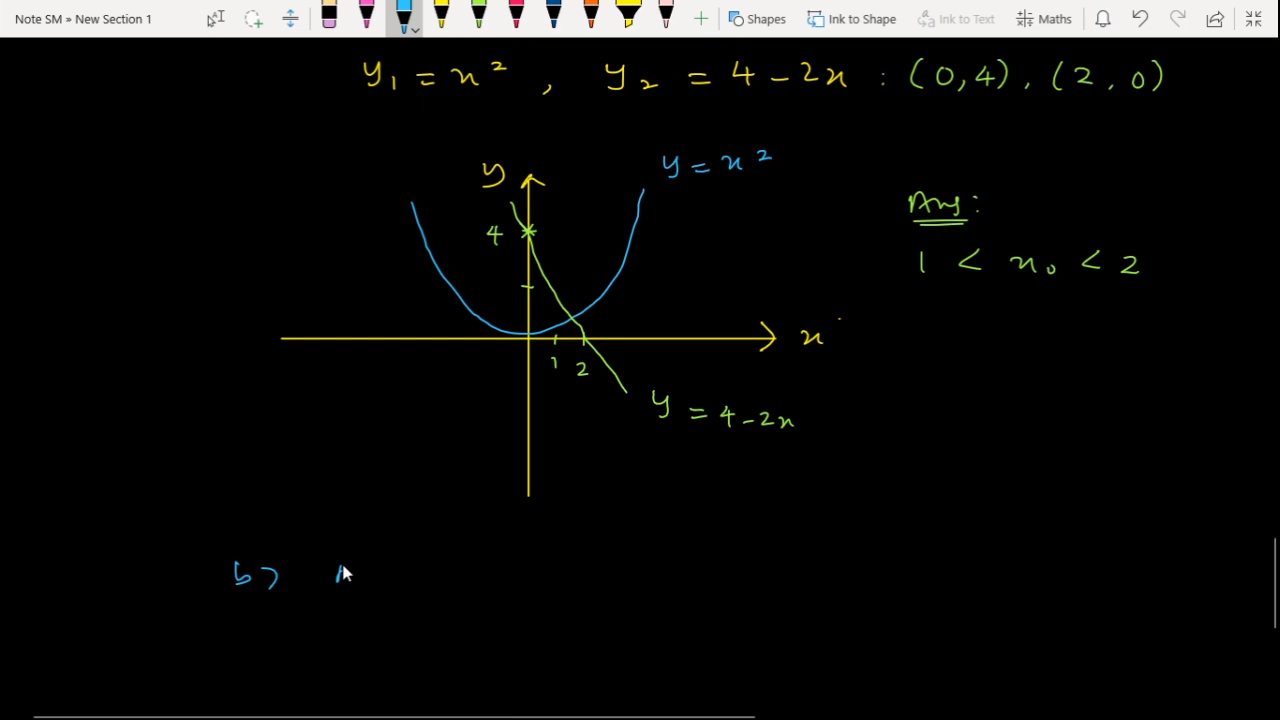 Note SM » New Section 1
Shapes
Ink to Shape
Ink to Text
Maths
y₁ = x² , y₂ = 4 - 2x : (0,4), (2,0)
y = x²
y
4
Ans:
1 < x₀ < 2
x
1 2
y = 4 - 2x
b>